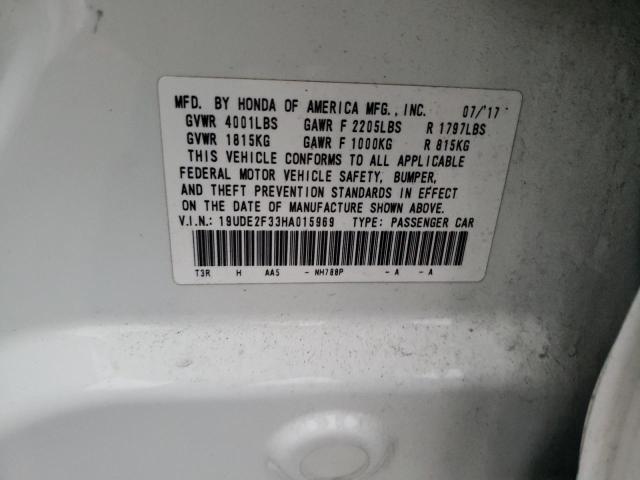 MFD. BY HONDA OF AMERICA MFG., INC. 07/'17
GVWR 4001LBS GAWR F 2205LBS R 1797LBS
GVWR 1815KG GAWR F 1000KG R 815KG
THIS VEHICLE CONFORMS TO ALL APPLICABLE
FEDERAL MOTOR VEHICLE SAFETY, BUMPER,
AND THEFT PREVENTION STANDARDS IN EFFECT
ON THE DATE OF MANUFACTURE SHOWN ABOVE.
V.I.N.: 19UDE2F33HA015969 TYPE: PASSENGER CAR
T3R H AA5 - NH788P - A - A